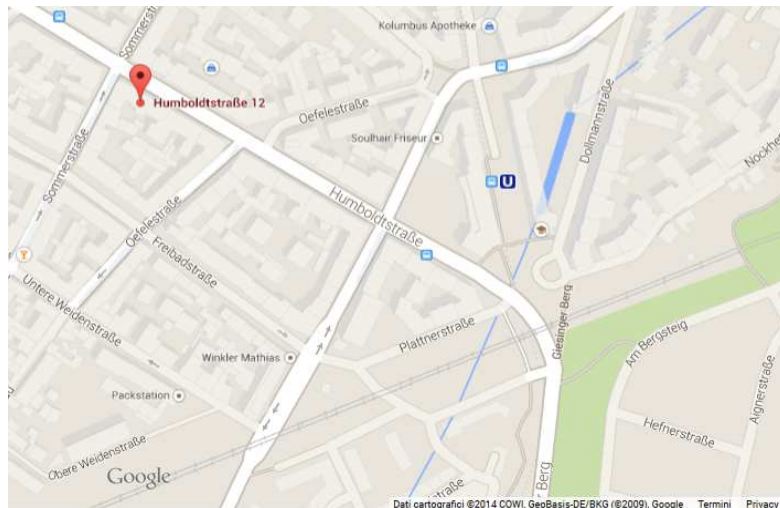 Kolumbus Apotheke
Sommerstraße
Humboldtstraße 12
Oefelestraße
Soulhair Friseur
U
Dollmannstraße
Sommerstraße
Humboldtstraße
Oefelestraße
Freibadstraße
Untere Weidenstraße
Plattnerstraße
Giesinger Berg
Am Bergsteig
Winkler Mathias
Packstation
Aignerstraße
Hefnerstraße
Obere Weidenstraße
Google
Berg
Dati cartografici ©2014 COWI, GeoBasis-DE/BKG (©2009), Google Termini Privacy